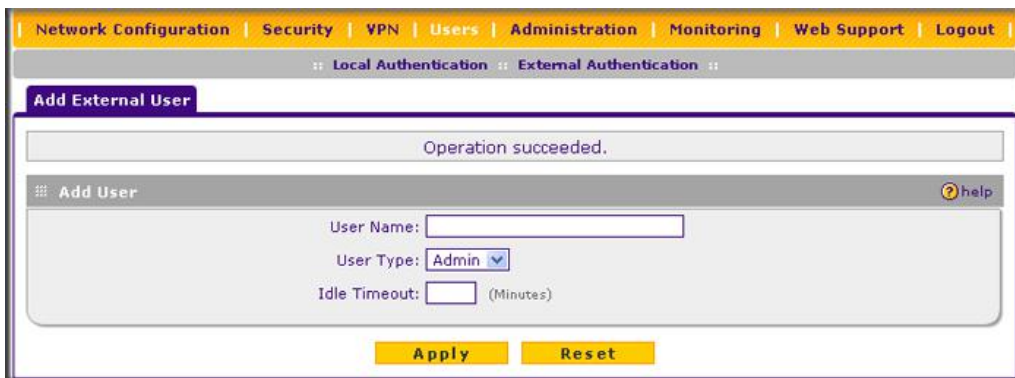 Network Configuration | Security | VPN | Users | Administration | Monitoring | Web Support | Logout
:: Local Authentication :: External Authentication ::
Add External User
Operation succeeded.
Add User ? help
User Name:
User Type: Admin
Idle Timeout: (Minutes)
Apply Reset